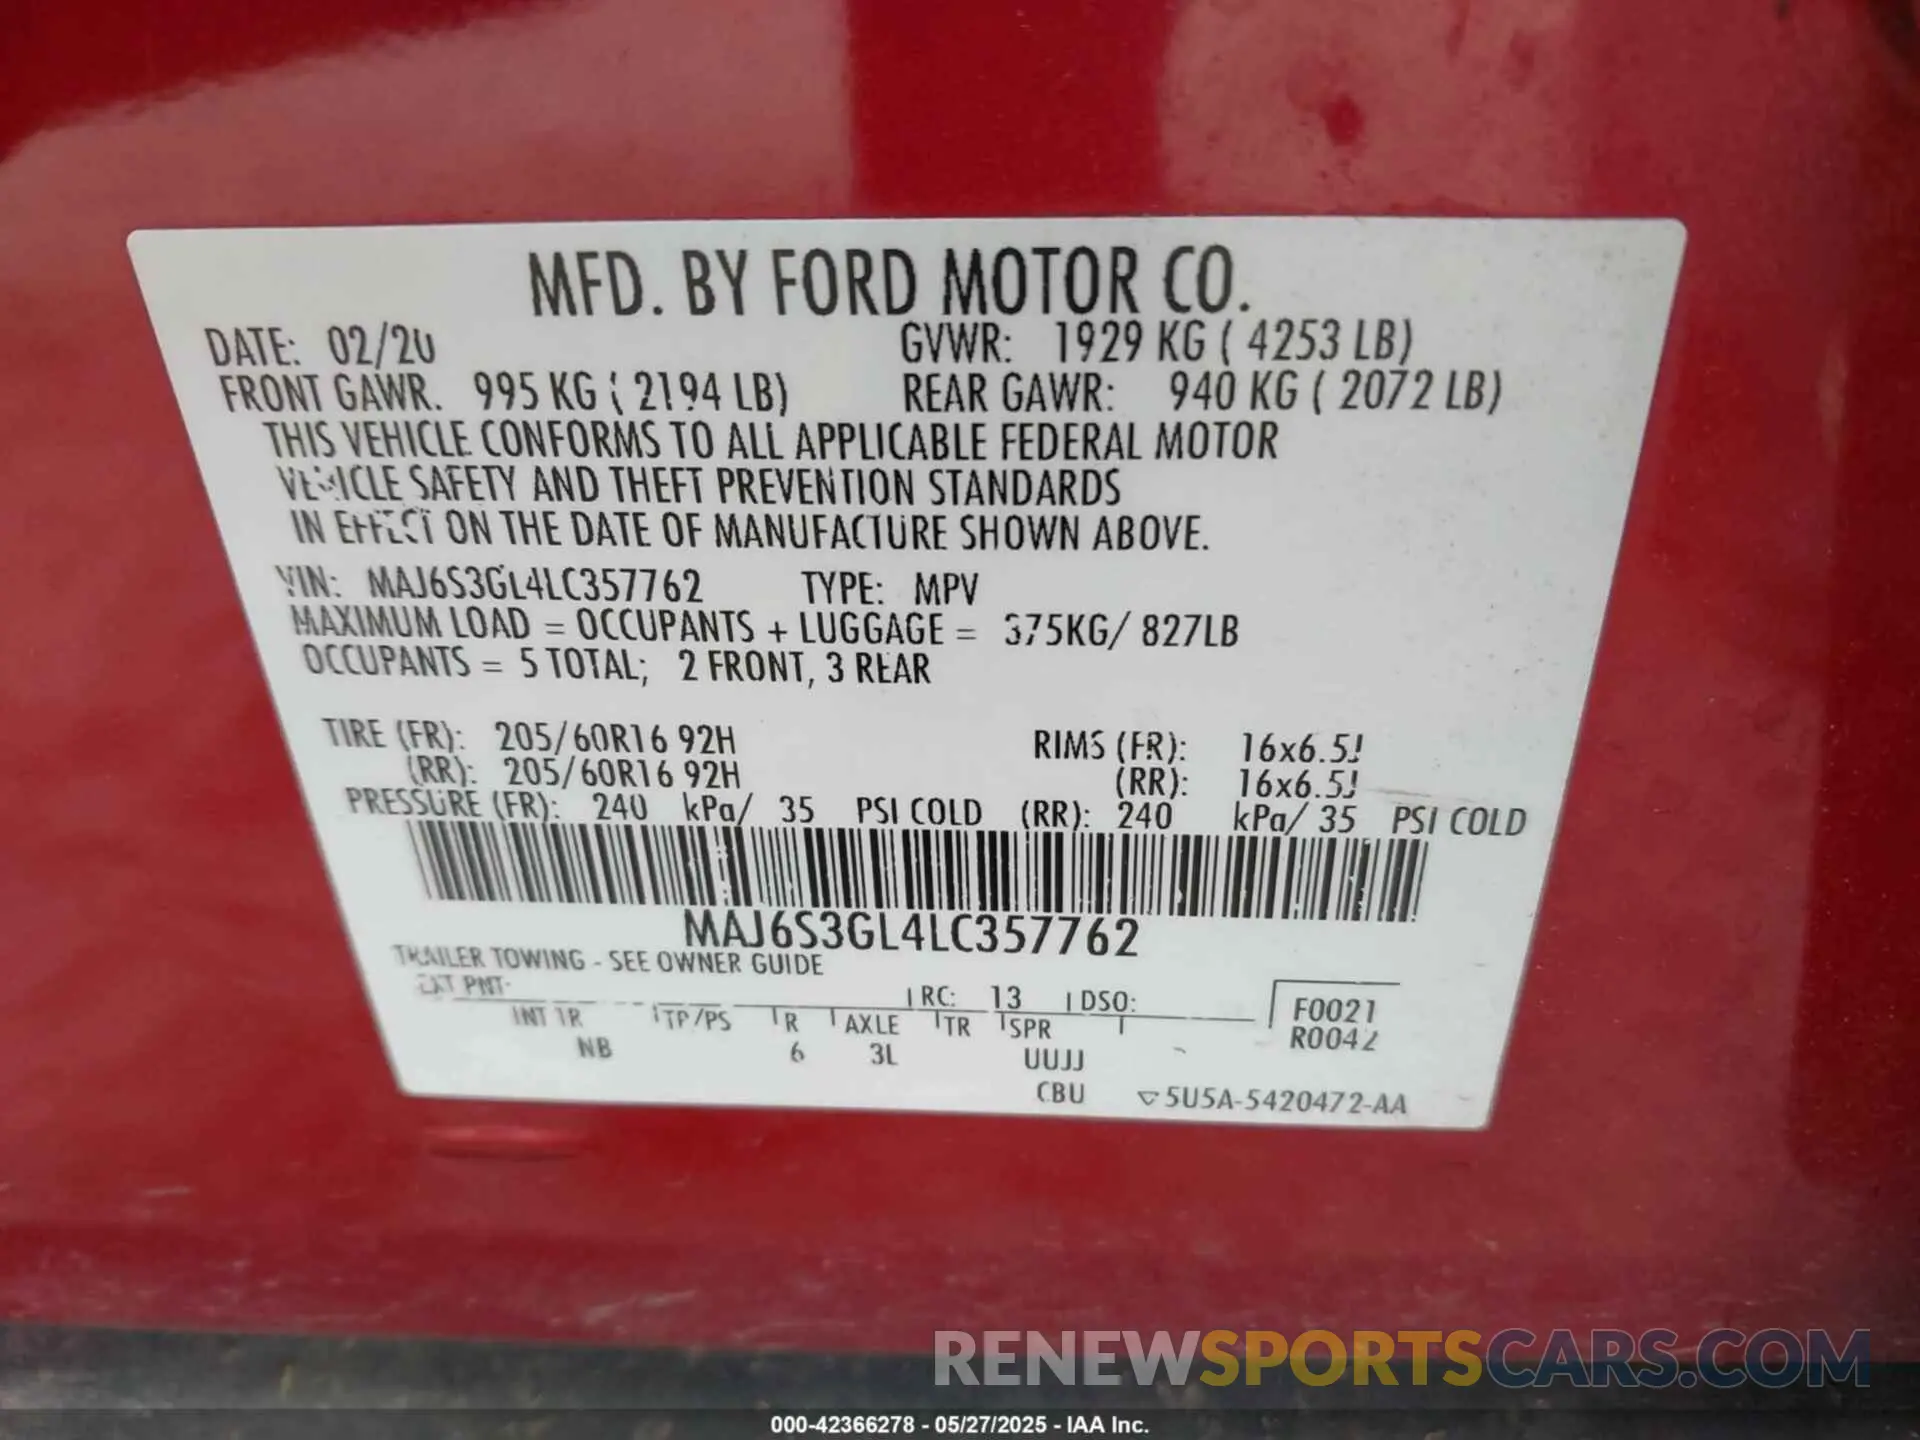 MFD. BY FORD MOTOR CO.
DATE: 02/20 GVWR: 1929 KG ( 4253 LB)
FRONT GAWR: 995 KG ( 2194 LB) REAR GAWR: 940 KG ( 2072 LB)
THIS VEHICLE CONFORMS TO ALL APPLICABLE FEDERAL MOTOR
VEHICLE SAFETY AND THEFT PREVENTION STANDARDS
IN EFFECT ON THE DATE OF MANUFACTURE SHOWN ABOVE.
VIN: MAJ6S3GL4LC357762 TYPE: MPV
MAXIMUM LOAD = OCCUPANTS + LUGGAGE = 375KG/ 827LB
OCCUPANTS = 5 TOTAL; 2 FRONT, 3 REAR
TIRE (FR): 205/60R16 92H RIMS (FR): 16x6.5J
(RR): 205/60R16 92H (RR): 16x6.5J
PRESSURE (FR): 240 kPa/ 35 PSI COLD (RR): 240 kPa/ 35 PSI COLD
MAJ6S3GL4LC357762
TRAILER TOWING - SEE OWNER GUIDE
EXT PNT: RC: 13 DSO: F0021
INT TR TP/PS R AXLE TR SPR R0042
NB 6 3L UUJJ
CBU 5U5A-5420472-AA
RENEWSPORTSCARS.COM
000-42366278 - 05/27/2025 - IAA Inc.